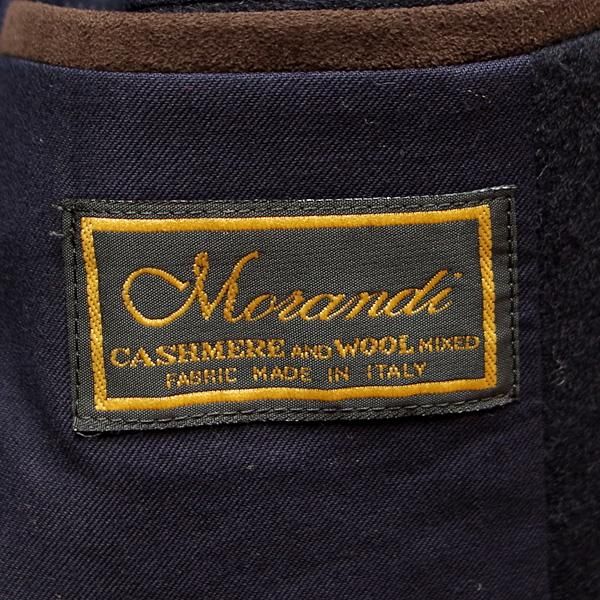 Morandi
CASHMERE AND WOOL MIXED
FABRIC MADE IN ITALY